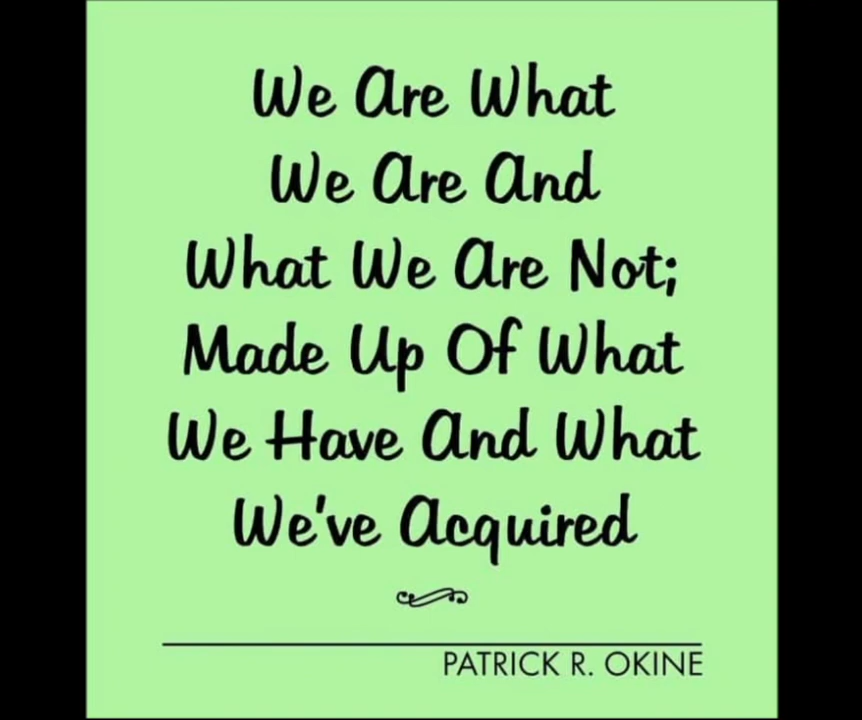 We Are What
We Are And
What We Are Not;
Made Up Of What
We Have And What
We've Acquired
PATRICK R. OKINE